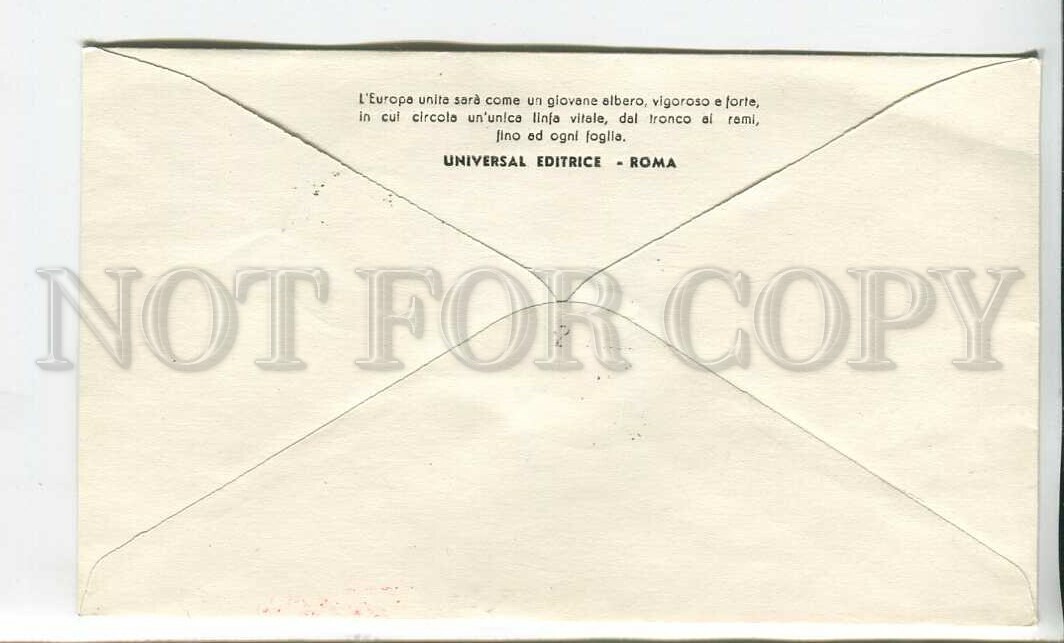 L'Europa unita sarà come un giovane albero, vigoroso e forte,
in cui circola un'unica linfa vitale, dal tronco ai rami,
fino ad ogni foglia.
UNIVERSAL EDITRICE - ROMA
NOT FOR COPY